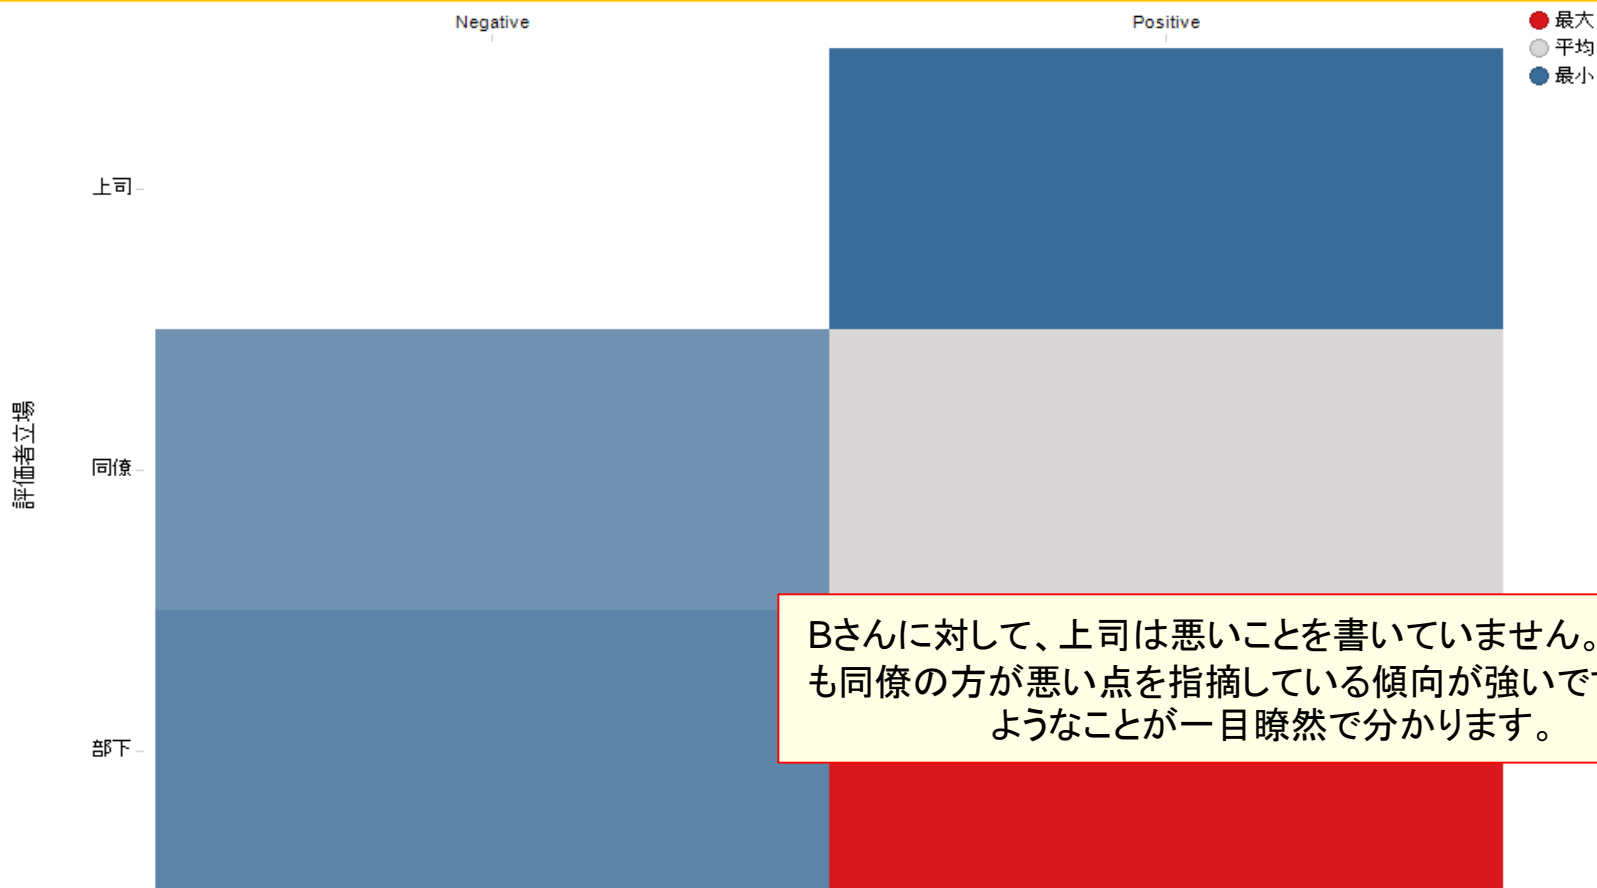 Negative
Positive
最大
平均
最小
上司
評価者立場
同僚
部下
Bさんに対して、上司は悪いことを書いていません。
も同僚の方が悪い点を指摘している傾向が強いで
ようなことが一目瞭然で分かります。